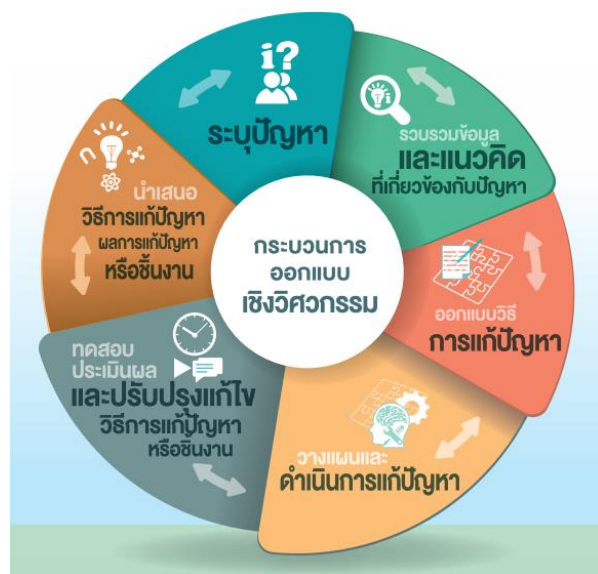 ระบุปัญหา
รวบรวมข้อมูล
และแนวคิด
ที่เกี่ยวข้องกับปัญหา
ออกแบบวิธี
การแก้ปัญหา
วางแผนและ
ดำเนินการแก้ปัญหา
ทดสอบ
ประเมินผล
และปรับปรุงแก้ไข
วิธีการแก้ปัญหา
หรือชิ้นงาน
นำเสนอ
วิธีการแก้ปัญหา
ผลการแก้ปัญหา
หรือชิ้นงาน
กระบวนการ
ออกแบบ
เชิงวิศวกรรม